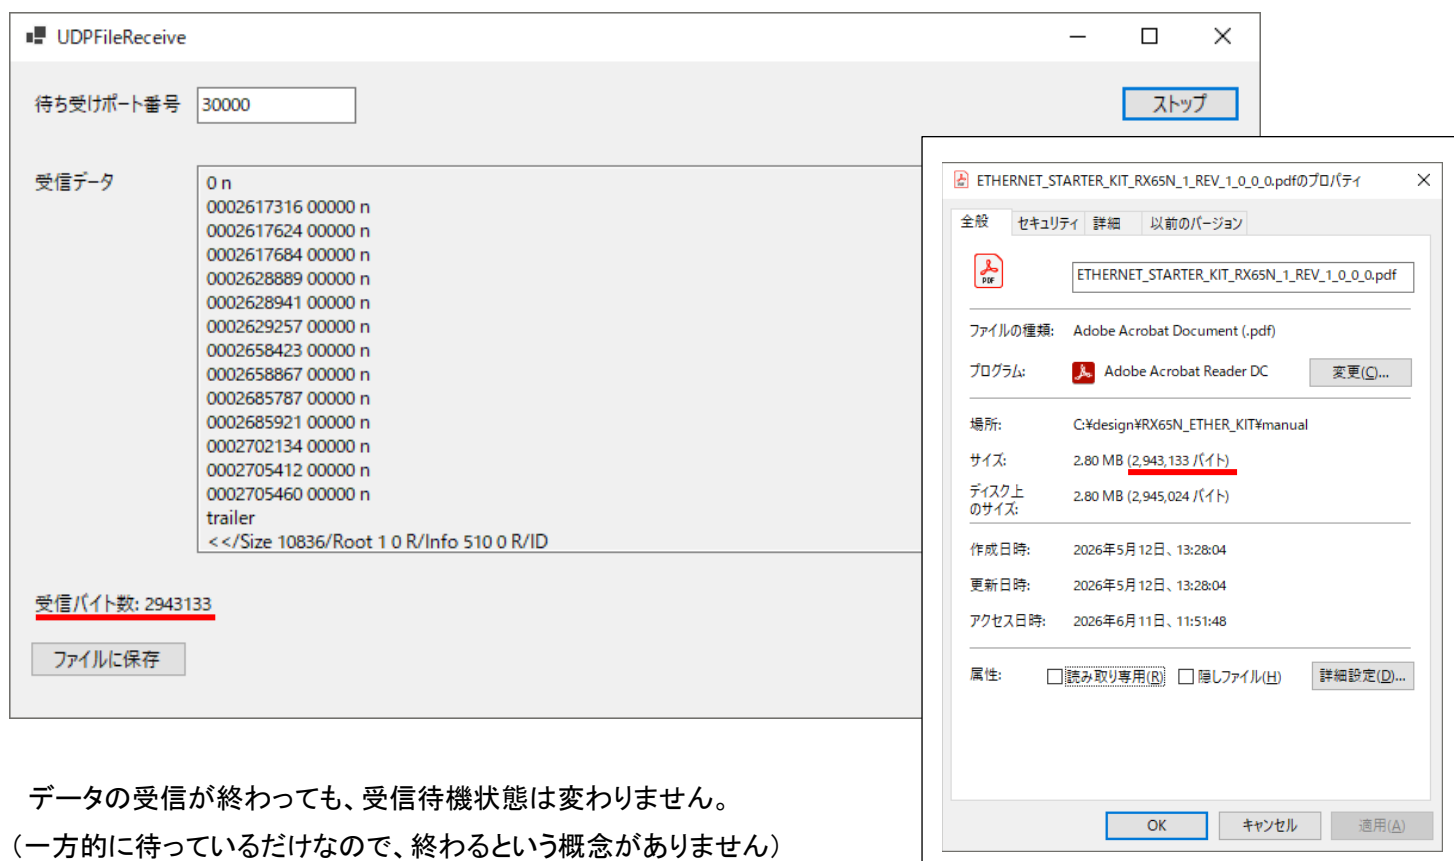 UDPFileReceive
待ち受けポート番号 30000 ストップ
受信データ
0 n
0002617316 00000 n
0002617624 00000 n
0002617684 00000 n
0002628889 00000 n
0002628941 00000 n
0002629257 00000 n
0002658423 00000 n
0002658867 00000 n
0002685787 00000 n
0002685921 00000 n
0002702134 00000 n
0002705412 00000 n
0002705460 00000 n
trailer
<</Size 10836/Root 1 0 R/Info 510 0 R/ID
受信バイト数: 2943133
ファイルに保存
ETHERNET_STARTER_KIT_RX65N_1_REV_1_0_0_0.pdfのプロパティ
全般 セキュリティ 詳細 以前のバージョン
PDF
ETHERNET_STARTER_KIT_RX65N_1_REV_1_0_0_0.pdf
ファイルの種類: Adobe Acrobat Document (.pdf)
プログラム: Adobe Acrobat Reader DC 変更(C)...
場所: C:¥design¥RX65N_ETHER_KIT¥manual
サイズ: 2.80 MB (2,943,133 バイト)
ディスク上
のサイズ: 2.80 MB (2,945,024 バイト)
作成日時: 2026年5月12日、13:28:04
更新日時: 2026年5月12日、13:28:04
アクセス日時: 2026年6月11日、11:51:48
属性: 読み取り専用(R) 隠しファイル(H) 詳細設定(D)...
OK キャンセル 適用(A)
データの受信が終わっても、受信待機状態は変わりません。
(一方的に待っているだけなので、終わるという概念がありません)